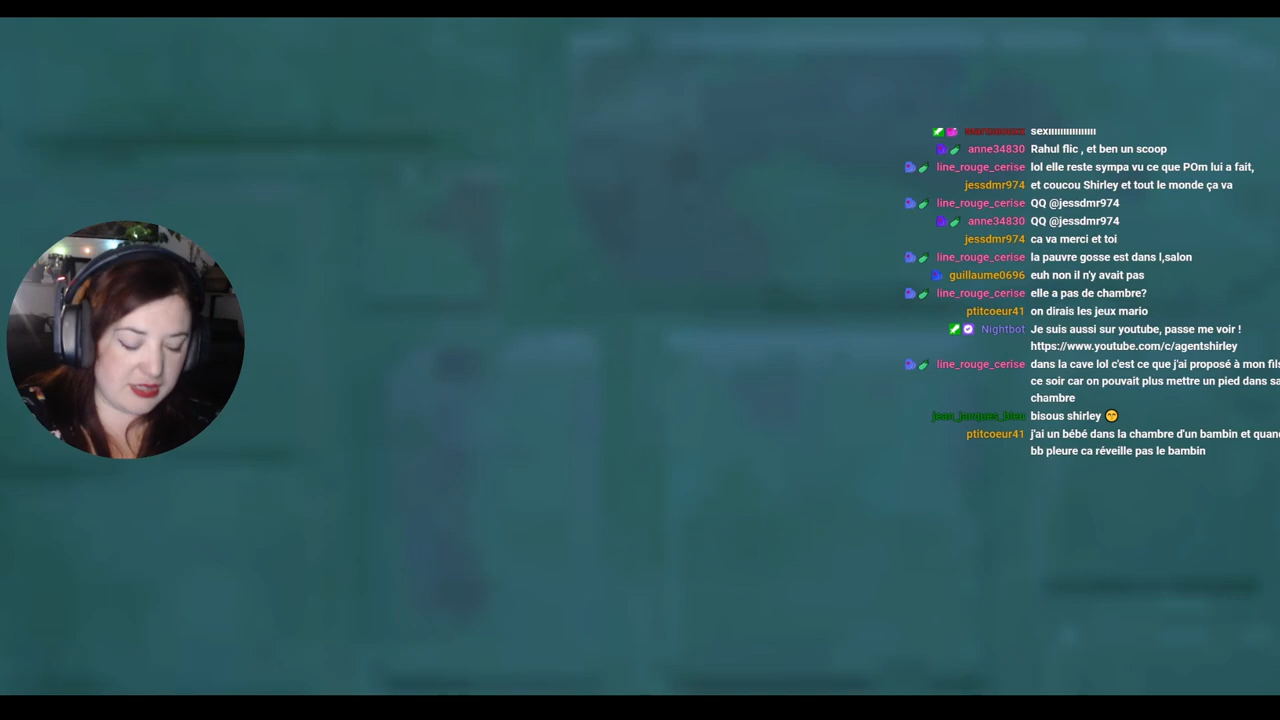 sexııııııııııııııı
anne34830 Rahul flic , et ben un scoop
line_rouge_cerise lol elle reste sympa vu ce que POm lui a fait,
jessdmr974 et coucou Shirley et tout le monde ça va
line_rouge_cerise QQ @jessdmr974
anne34830 QQ @jessdmr974
jessdmr974 ca va merci et toi
line_rouge_cerise la pauvre gosse est dans l,salon
guillaume0696 euh non il n'y avait pas
line_rouge_cerise elle a pas de chambre?
ptitcoeur41 on dirais les jeux mario
Nightbot Je suis aussi sur youtube, passe me voir !
https://www.youtube.com/c/agentshirley
line_rouge_cerise dans la cave lol c'est ce que j'ai proposé à mon fils
ce soir car on pouvait plus mettre un pied dans sa
chambre
jean_jacques_bleu bisous shirley
ptitcoeur41 j'ai un bébé dans la chambre d'un bambin et quand
bb pleure ca réveille pas le bambin